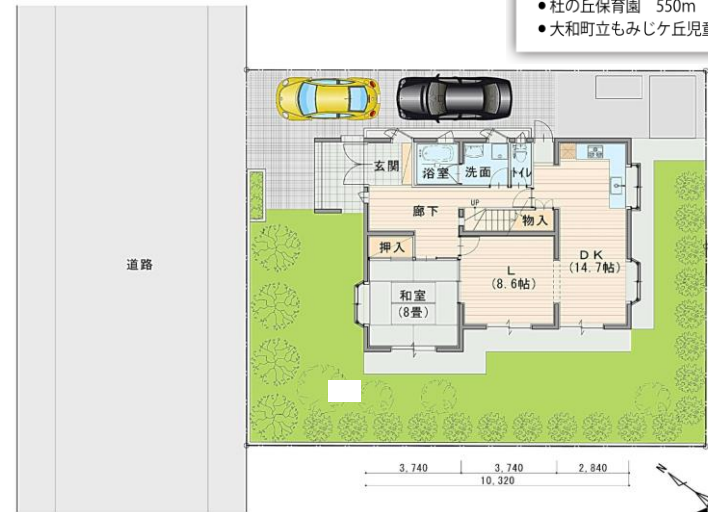 ●杜の丘保育園 550m
●大和町立もみじケ丘児童
道路
玄関
浴室
洗面
トイレ
廊下
UP
物入
押入
和室
(8畳)
L
(8.6帖)
DK
(14.7帖)
3,740
3,740
2,840
10,320
N